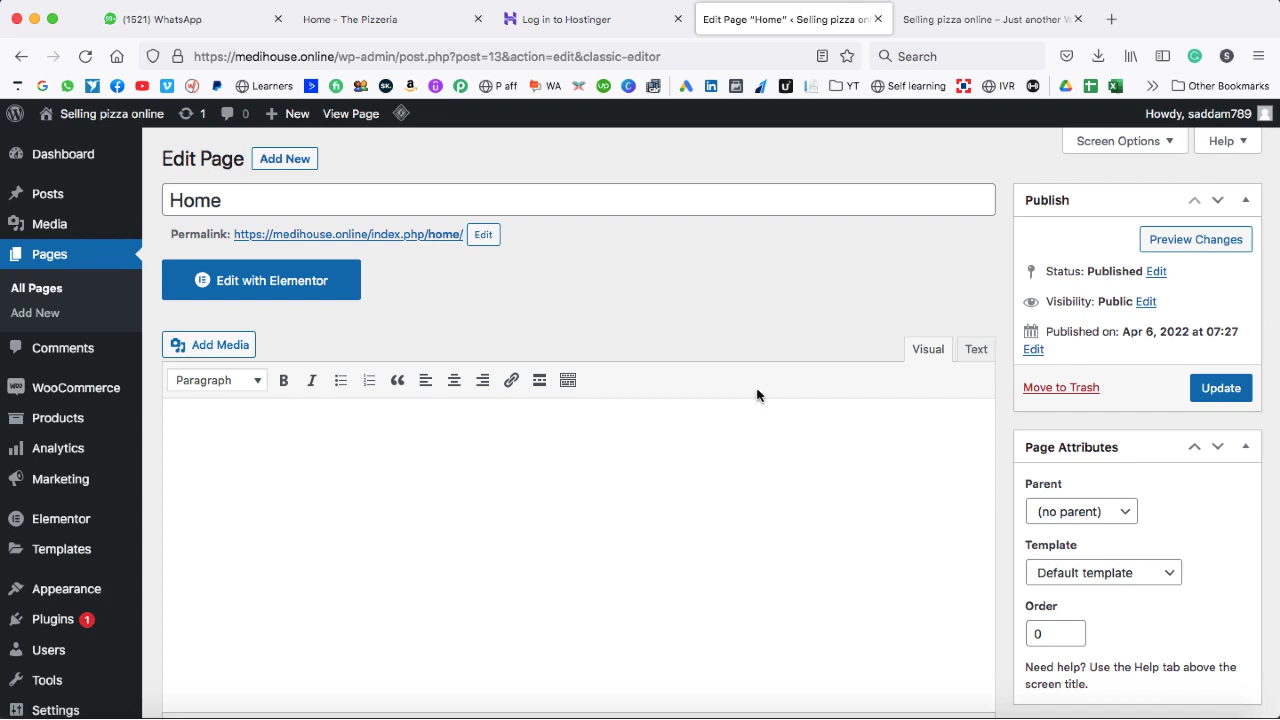 (1521) WhatsApp
Home - The Pizzeria
Log in to Hostinger
Edit Page "Home" ‹ Selling pizza on
Selling pizza online – Just another W
https://medihouse.online/wp-admin/post.php?post=13&action=edit&classic-editor
Search
Learners
P aff
WA
YT
Self learning
IVR
Other Bookmarks
Selling pizza online
1
0
New
View Page
Howdy, saddam789
Screen Options
Help
Dashboard
Posts
Media
Pages
All Pages
Add New
Comments
WooCommerce
Products
Analytics
Marketing
Elementor
Templates
Appearance
Plugins 1
Users
Tools
Settings
Edit Page
Add New
Home
Permalink: https://medihouse.online/index.php/home/
Edit
Edit with Elementor
Add Media
Visual
Text
Paragraph
B
I
Publish
Preview Changes
Status: Published Edit
Visibility: Public Edit
Published on: Apr 6, 2022 at 07:27
Edit
Move to Trash
Update
Page Attributes
Parent
(no parent)
Template
Default template
Order
0
Need help? Use the Help tab above the
screen title.